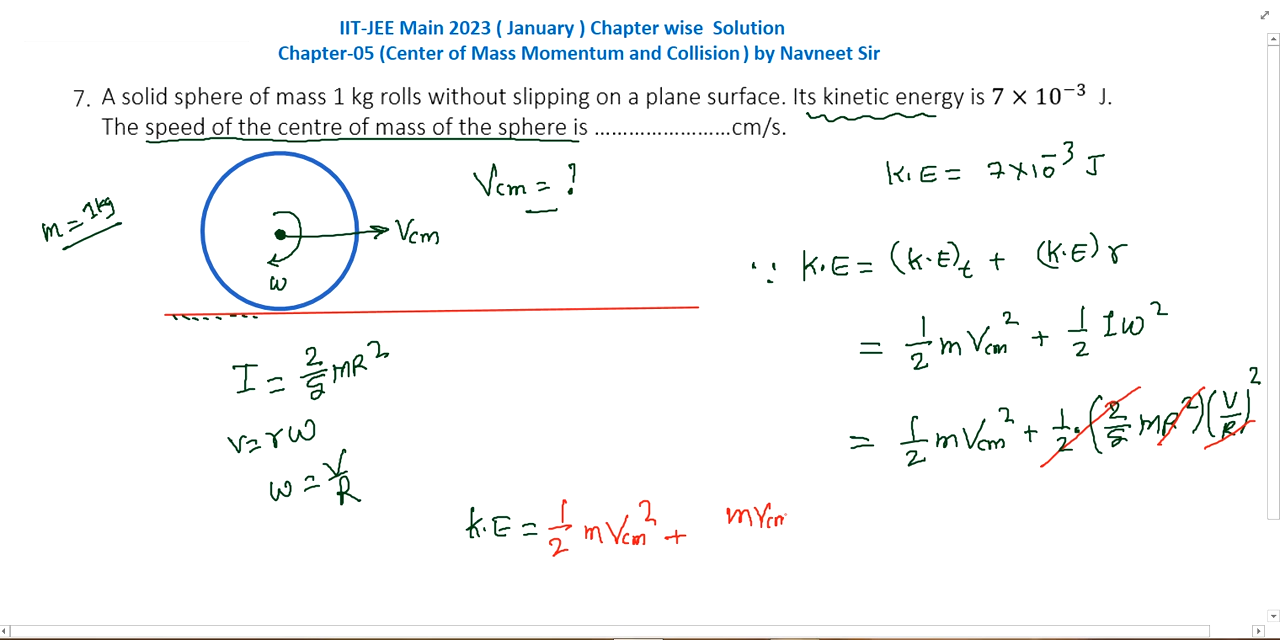 IIT-JEE Main 2023 ( January ) Chapter wise Solution
Chapter-05 (Center of Mass Momentum and Collision ) by Navneet Sir
7. A solid sphere of mass 1 kg rolls without slipping on a plane surface. Its kinetic energy is 7 × 10⁻³ J.
The speed of the centre of mass of the sphere is ........................cm/s.
m = 1kg
Vcm = ?
Vcm
ω
I = 2/5 mR²
v = rω
ω = V/R
K.E = 7×10⁻³ J
∵ K.E = (K.E)t + (K.E)r
= 1/2 m Vcm² + 1/2 Iω²
= 1/2 m Vcm² + 1/2 · (2/5 mR²) (V/R)²
K.E = 1/2 m Vcm² + mVcm